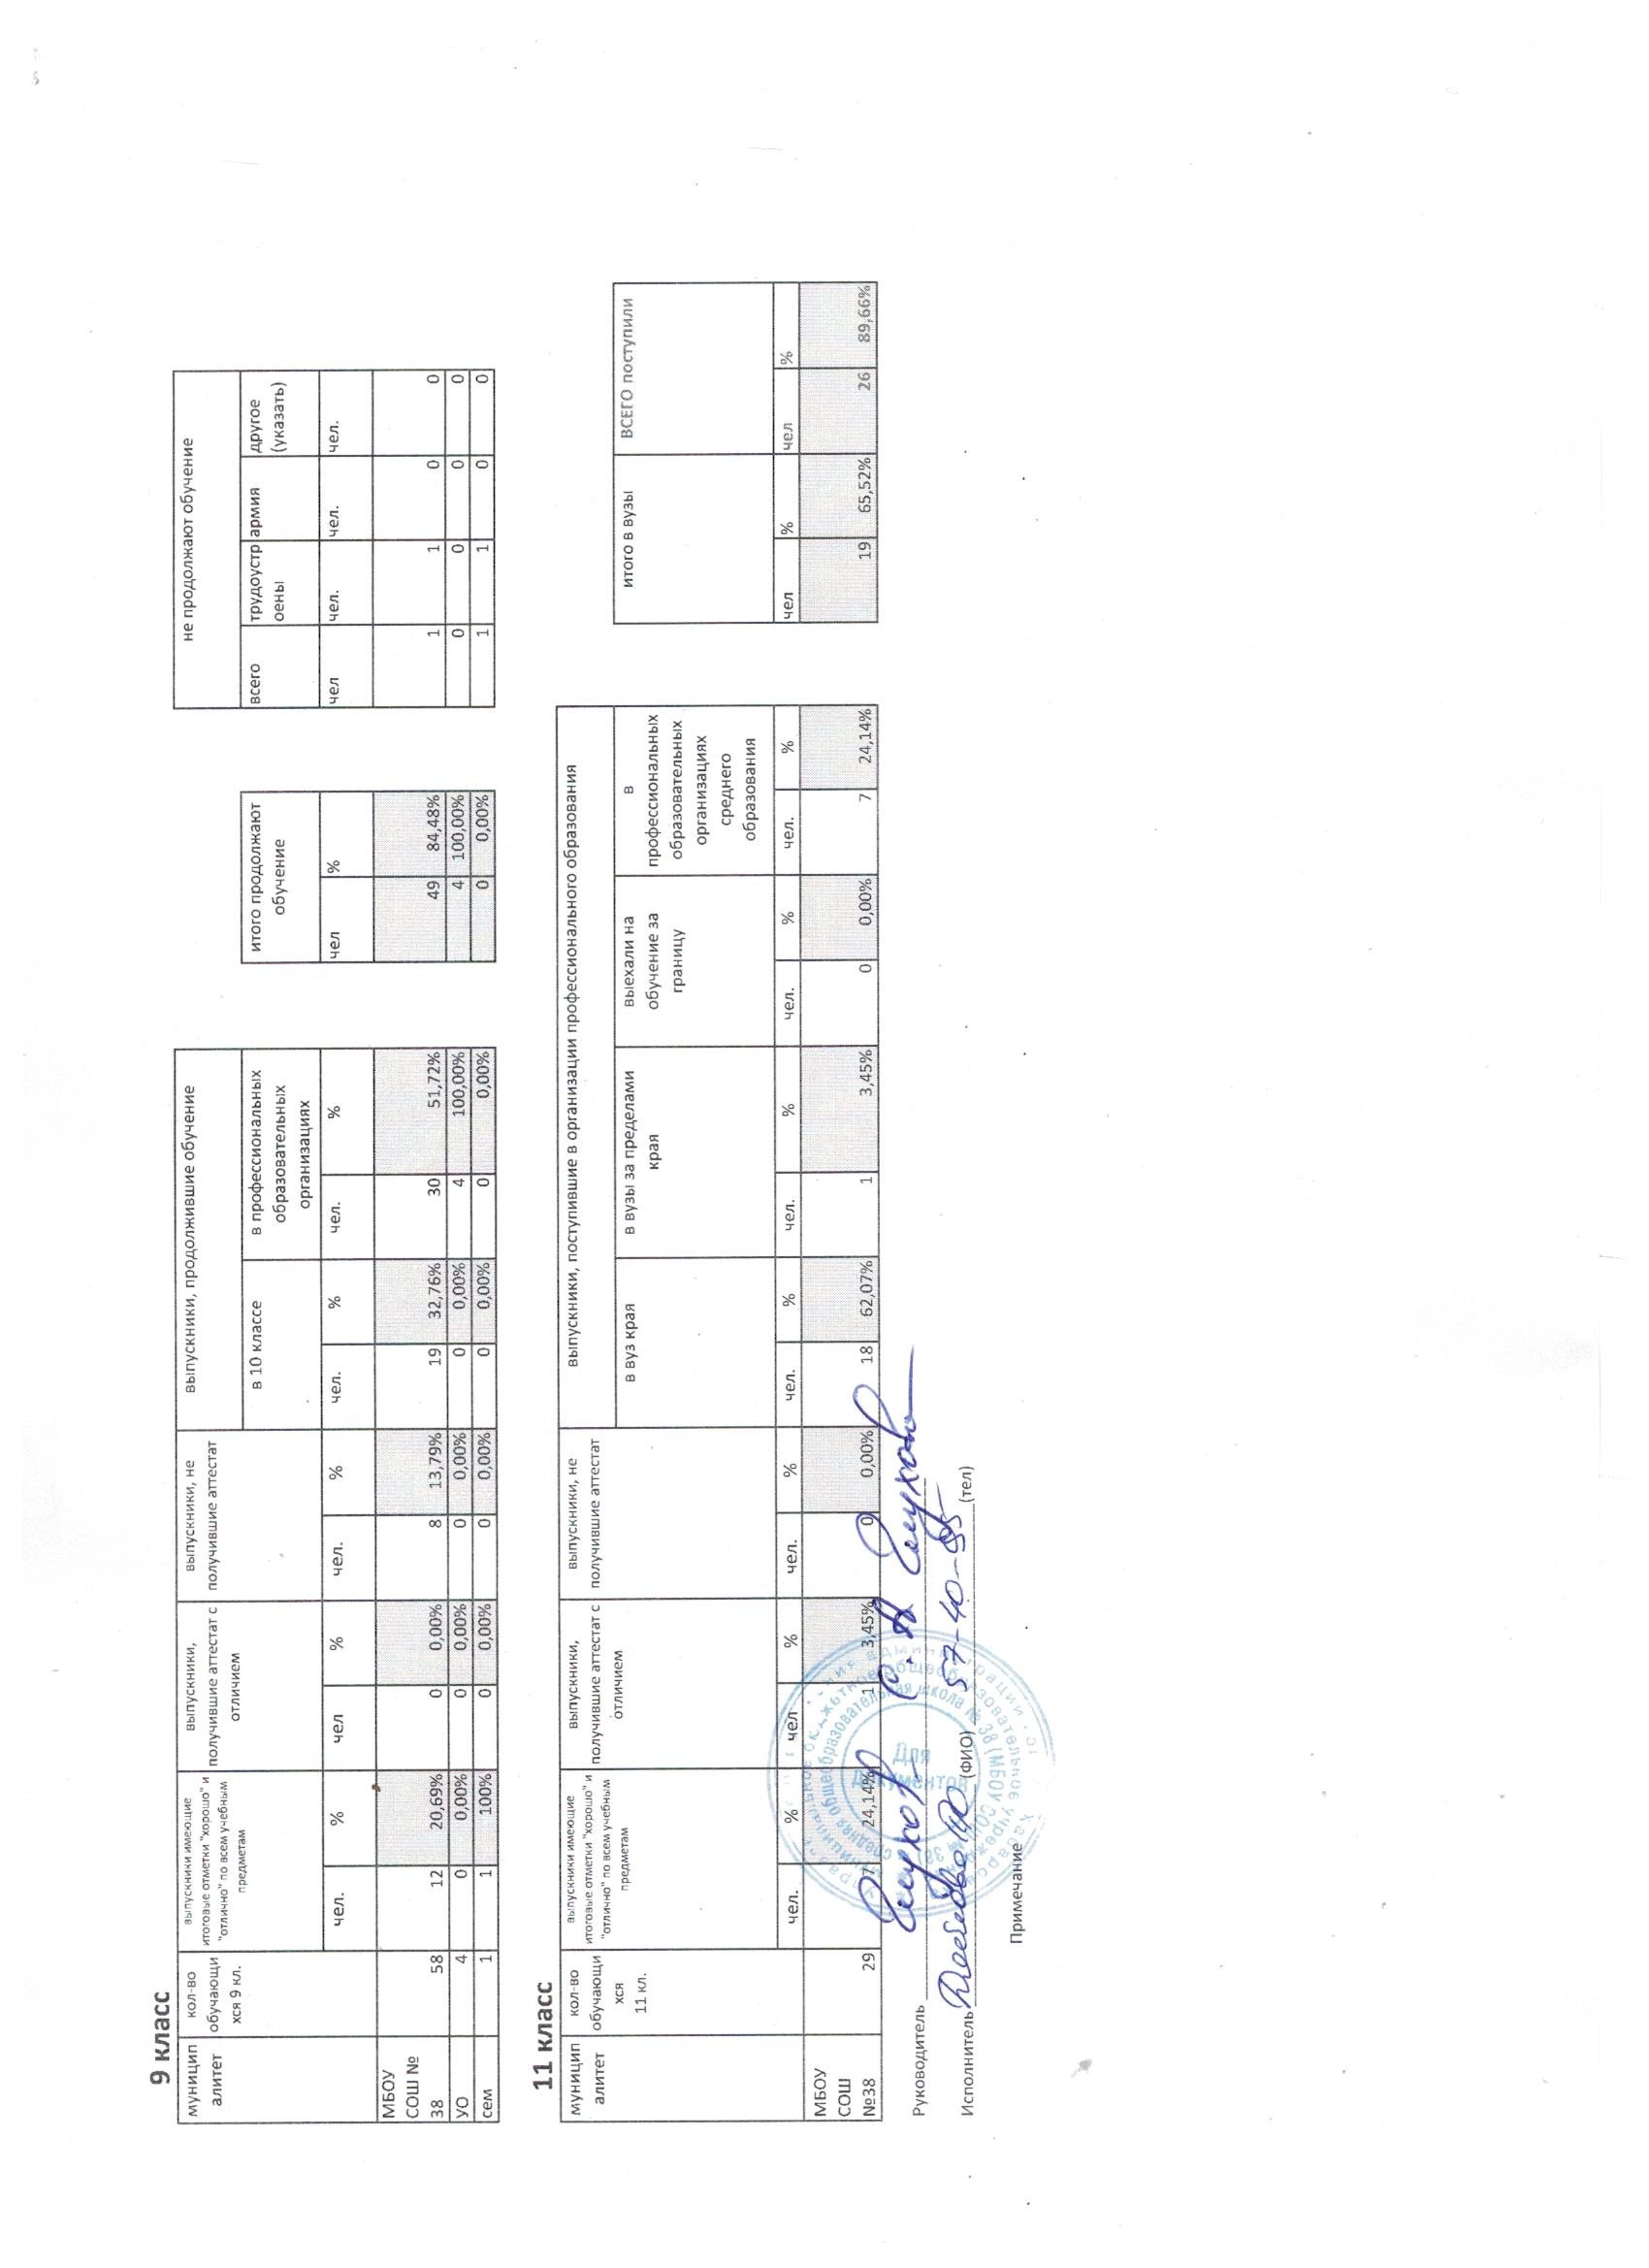 9 класс
муниципалитет
кол-во обучающихся 9 кл.
выпускники имеющие итоговые отметки "хорошо" и "отлично" по всем учебным предметам
выпускники, получившие аттестат с отличием
выпускники, не получившие аттестат
выпускники, продолжившие обучение
в 10 классе
в профессиональных образовательных организациях
итого продолжают обучение
не продолжают обучение
всего
трудоустроены
армия
другое (указать)
чел. % чел % чел. % чел. % чел. % чел % чел чел. чел. чел.
МБОУ СОШ № 38 58 12 20,69% 0 0,00% 8 13,79% 19 32,76% 30 51,72% 49 84,48% 1 1 0 0
УО 4 0 0,00% 0 0,00% 0 0,00% 0 0,00% 4 100,00% 4 100,00% 0 0 0 0
сем 1 1 100% 0 0,00% 0 0,00% 0 0,00% 0 0,00% 0 0,00% 1 1 0 0
11 класс
муниципалитет
кол-во обучающихся 11 кл.
выпускники имеющие итоговые отметки "хорошо" и "отлично" по всем учебным предметам
выпускники, получившие аттестат с отличием
выпускники, не получившие аттестат
выпускники, поступившие в организации профессионального образования
в вуз края
в вузы за пределами края
выехали на обучение за границу
в профессиональных образовательных организациях среднего образования
итого в вузы
ВСЕГО поступили
чел. % чел % чел. % чел. % чел. % чел. % чел. % чел % чел %
МБОУ СОШ №38 29 7 24,14% 1 3,45% 0 0,00% 18 62,07% 1 3,45% 0 0,00% 7 24,14% 19 65,52% 26 89,66%
Руководитель
Исполнитель (ФИО) 57-40-95 (тел)
Примечание
Для документов